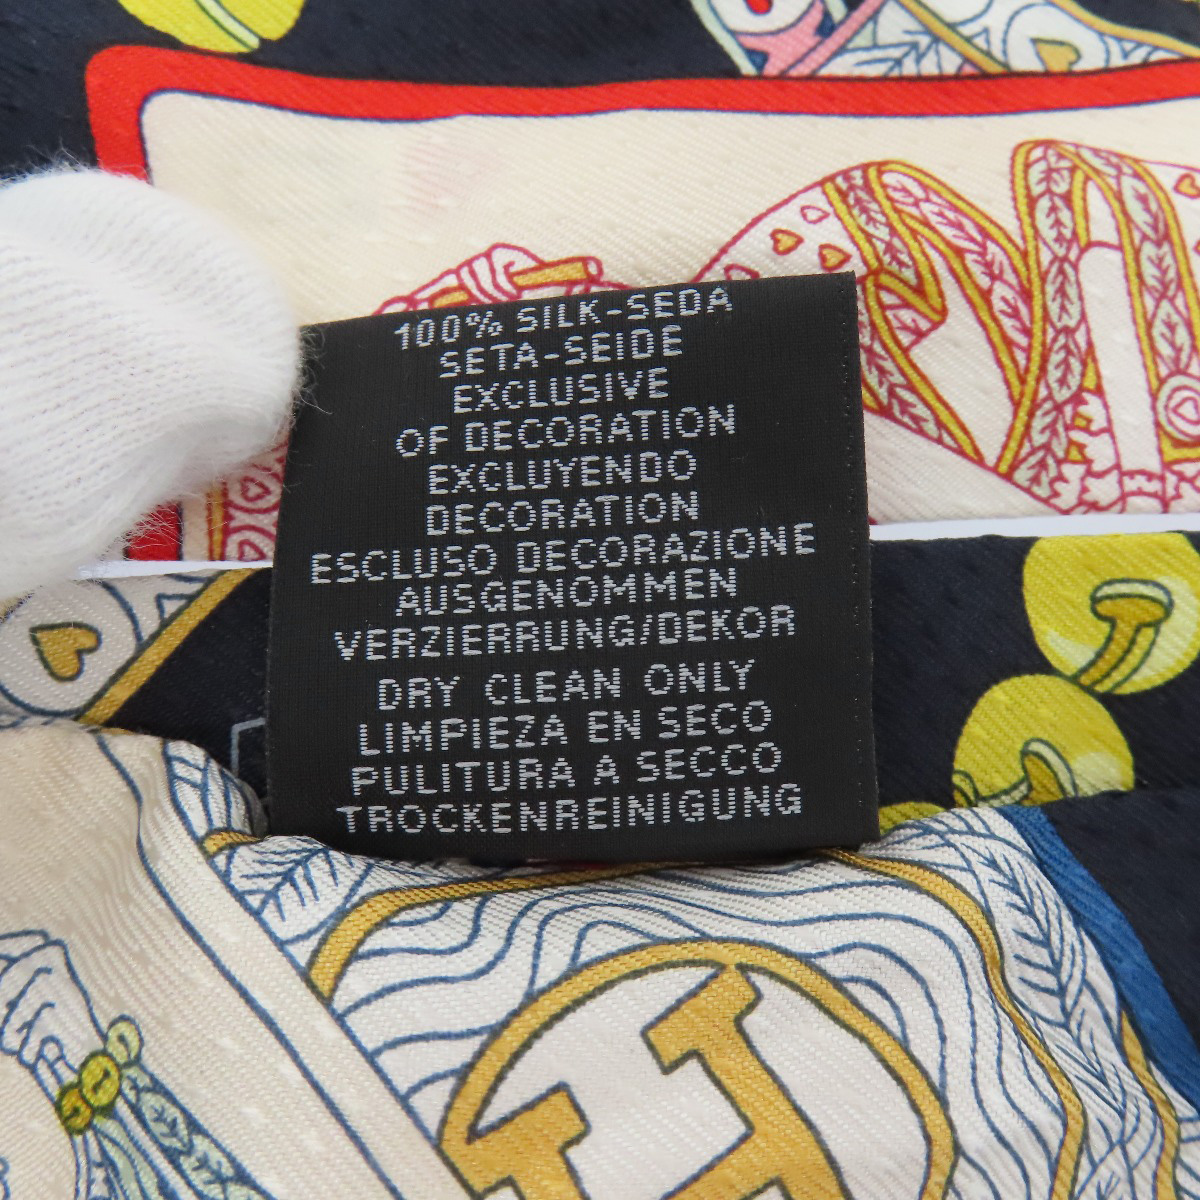 100% SILK-SEDA
SETA-SEIDE
EXCLUSIVE
OF DECORATION
EXCLUYENDO
DECORATION
ESCLUSO DECORAZIONE
AUSGENOMMEN
VERZIERRUNG/DEKOR
DRY CLEAN ONLY
LIMPIEZA EN SECO
PULITURA A SECCO
TROCKENREINIGUNG
H